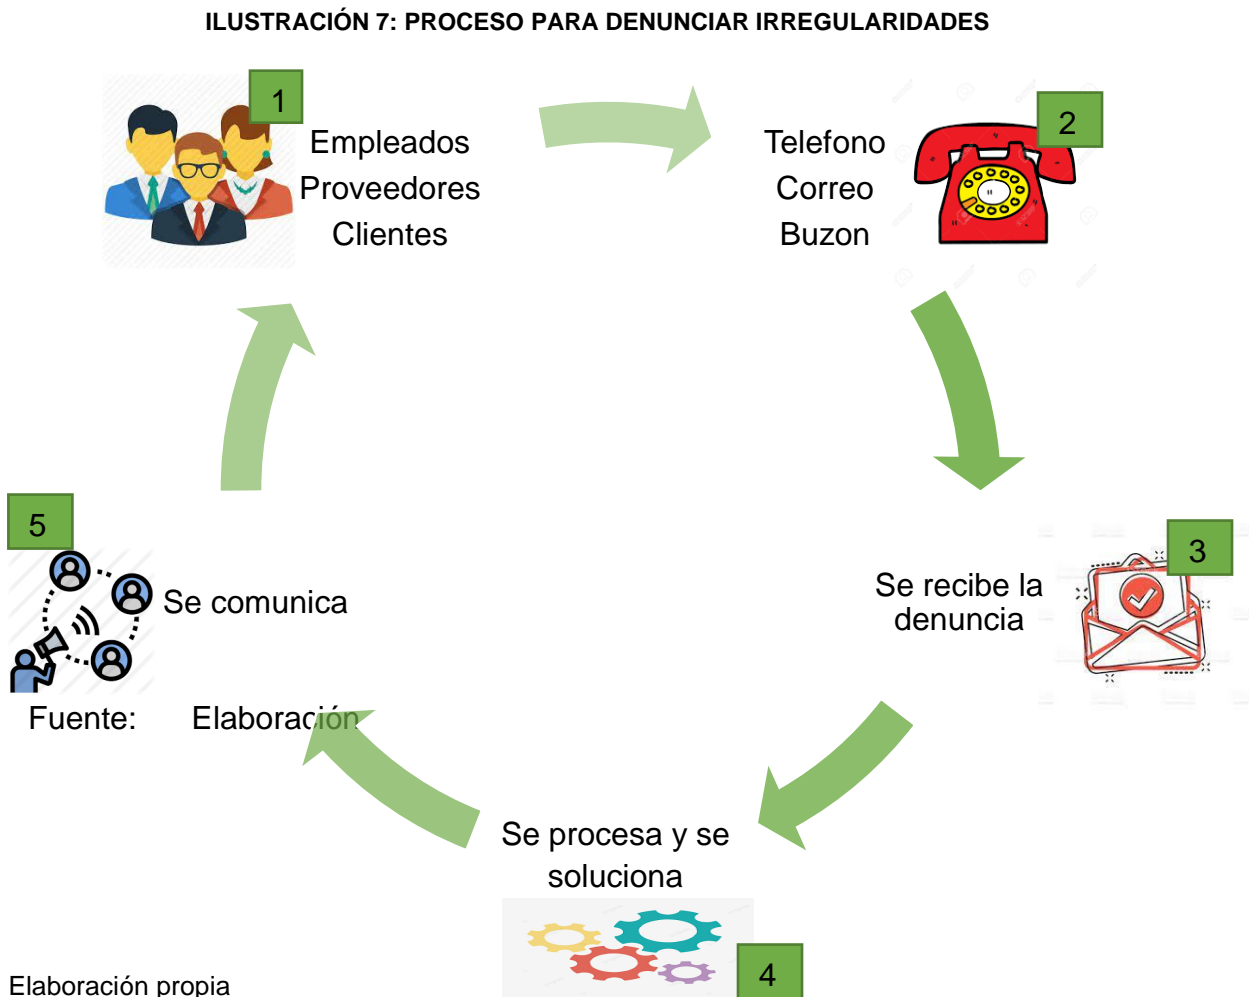 ILUSTRACIÓN 7: PROCESO PARA DENUNCIAR IRREGULARIDADES
1
Empleados
Proveedores
Clientes
2
Telefono
Correo
Buzon
3
Se recibe la
denuncia
4
Se procesa y se
soluciona
5
Se comunica
Fuente: Elaboración
Elaboración propia